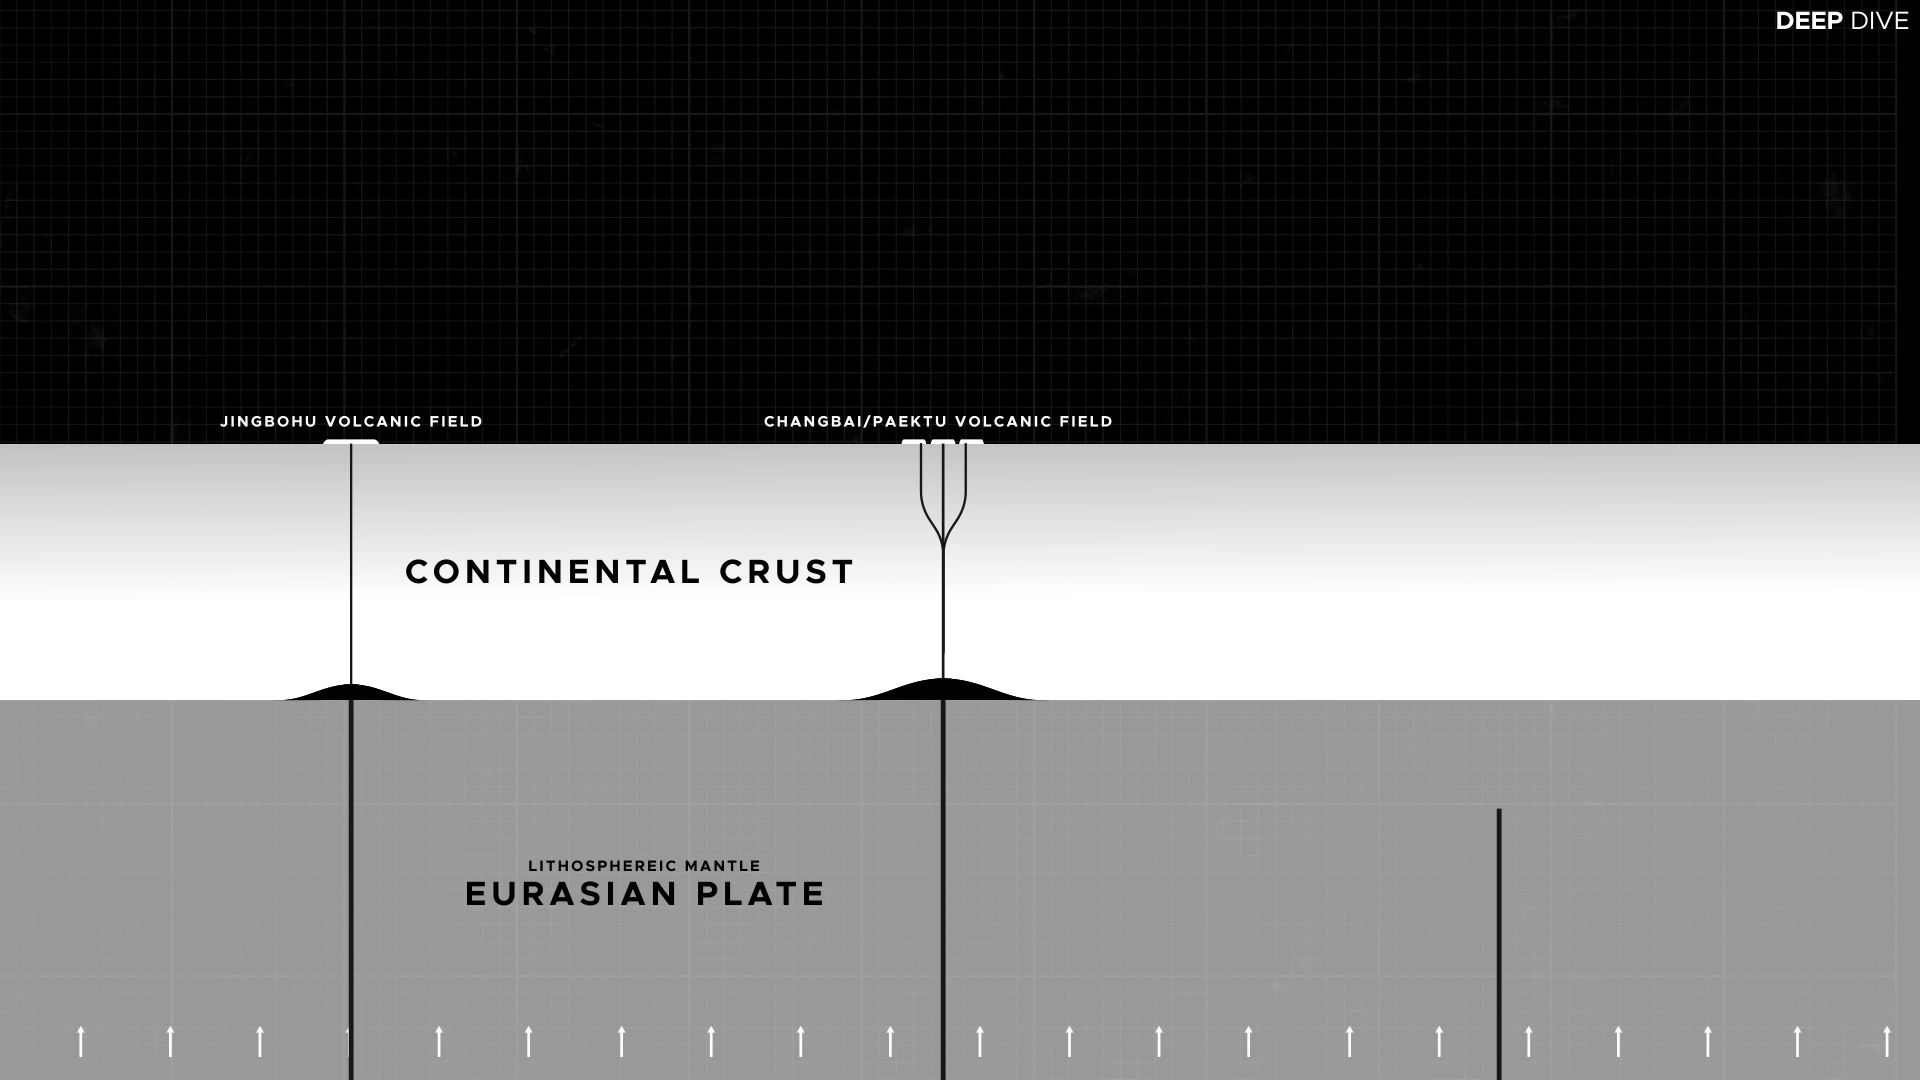 DEEP DIVE
JINGBOHU VOLCANIC FIELD
CHANGBAI/PAEKTU VOLCANIC FIELD
CONTINENTAL CRUST
LITHOSPHEREIC MANTLE
EURASIAN PLATE